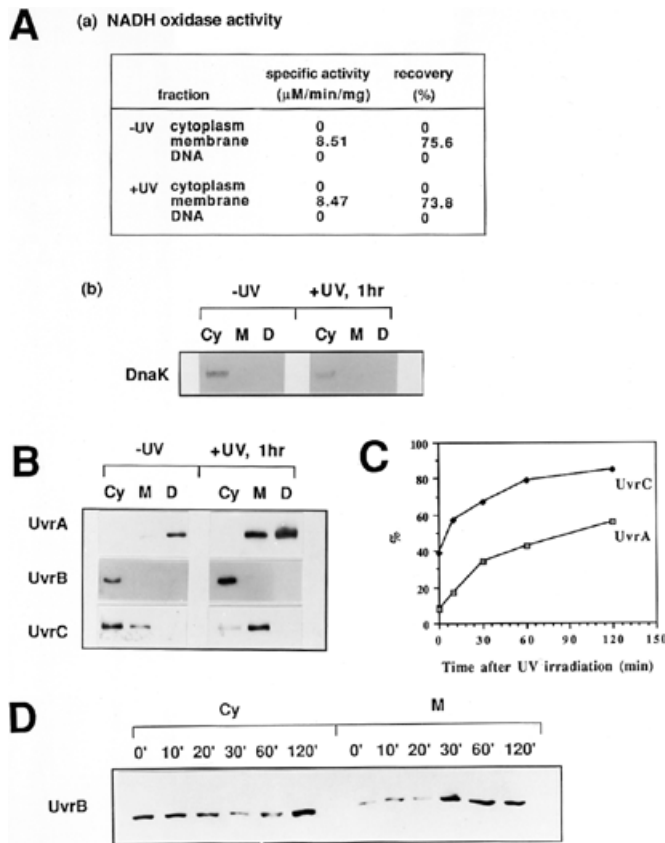 A
(a) NADH oxidase activity
specific activity recovery
fraction (μM/min/mg) (%)
-UV cytoplasm 0 0
membrane 8.51 75.6
DNA 0 0
+UV cytoplasm 0 0
membrane 8.47 73.8
DNA 0 0
(b)
-UV +UV, 1hr
Cy M D Cy M D
DnaK
B
-UV +UV, 1hr
Cy M D Cy M D
UvrA
UvrB
UvrC
C
100
80
60
40
20
0
%
UvrC
UvrA
0 30 60 90 120 150
Time after UV irradiation (min)
D
Cy M
0' 10' 20' 30' 60' 120' 0' 10' 20' 30' 60' 120'
UvrB